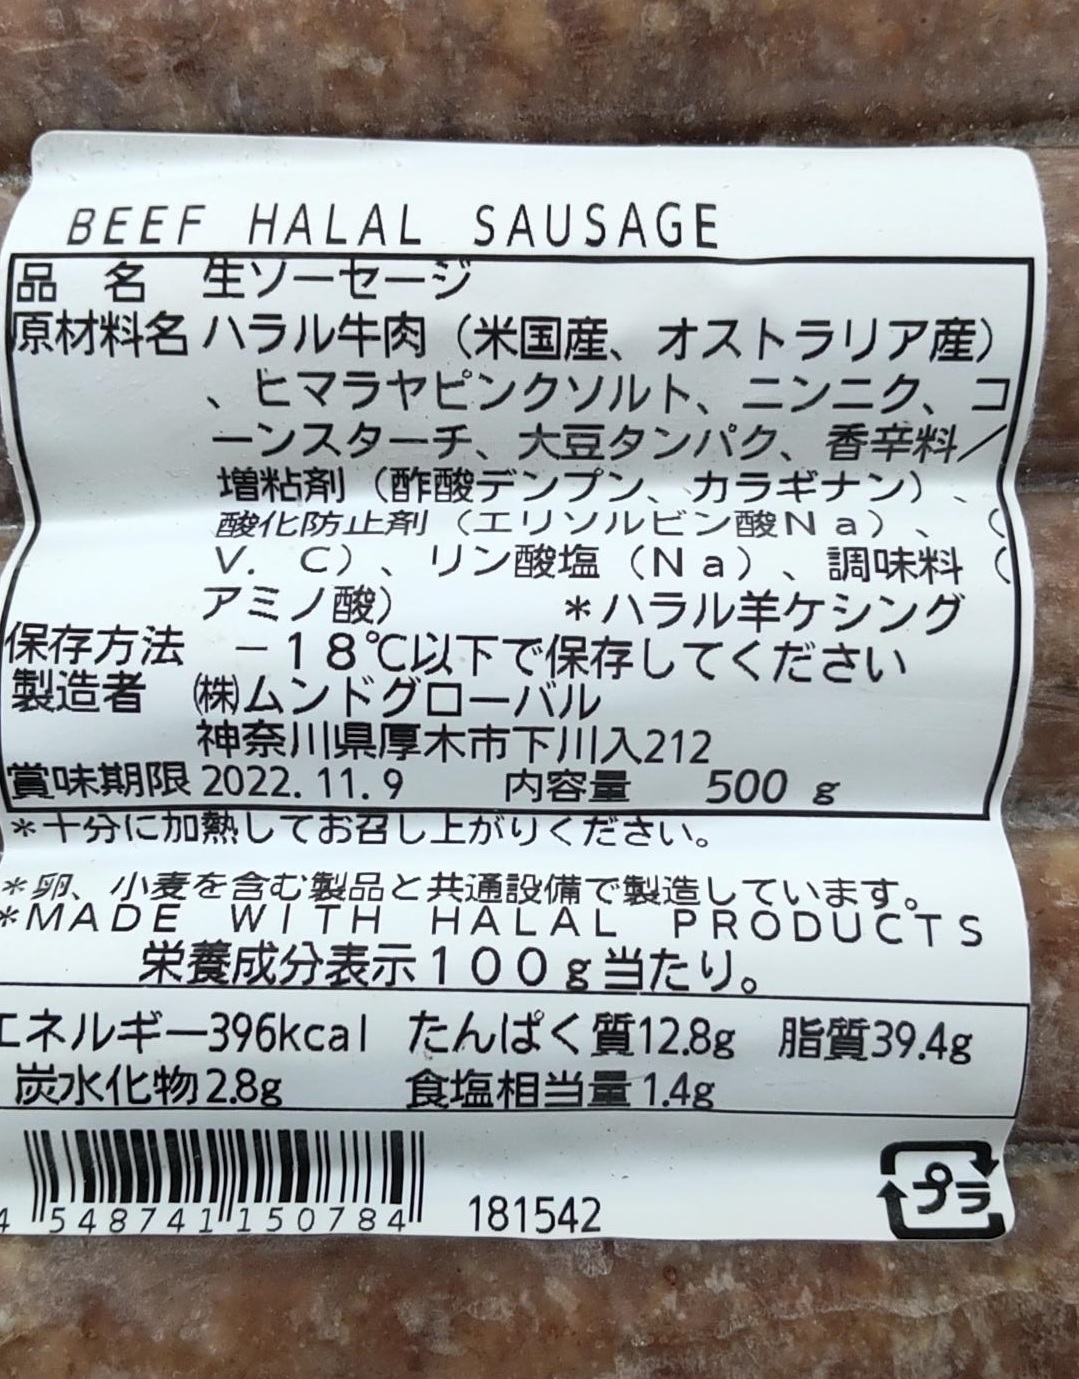 BEEF HALAL SAUSAGE
品 名 生ソーセージ
原材料名 ハラル牛肉（米国産、オストラリア産）
、ヒマラヤピンクソルト、ニンニク、コ
ーンスターチ、大豆タンパク、香辛料／
増粘剤（酢酸デンプン、カラギナン）、
酸化防止剤（エリソルビン酸Ｎａ）、（
Ｖ．Ｃ）、リン酸塩（Ｎａ）、調味料（
アミノ酸） ＊ハラル羊ケシング
保存方法 －１８℃以下で保存してください
製造者 ㈱ムンドグローバル
神奈川県厚木市下川入212
賞味期限 2022. 11. 9 内容量 500 g
＊十分に加熱してお召し上がりください。
＊卵、小麦を含む製品と共通設備で製造しています。
＊MADE WITH HALAL PRODUCTS
栄養成分表示１００ｇ当たり。
エネルギー396kcal たんぱく質12.8g 脂質39.4g
炭水化物2.8g 食塩相当量1.4g
4 548741 150784 181542
プラ